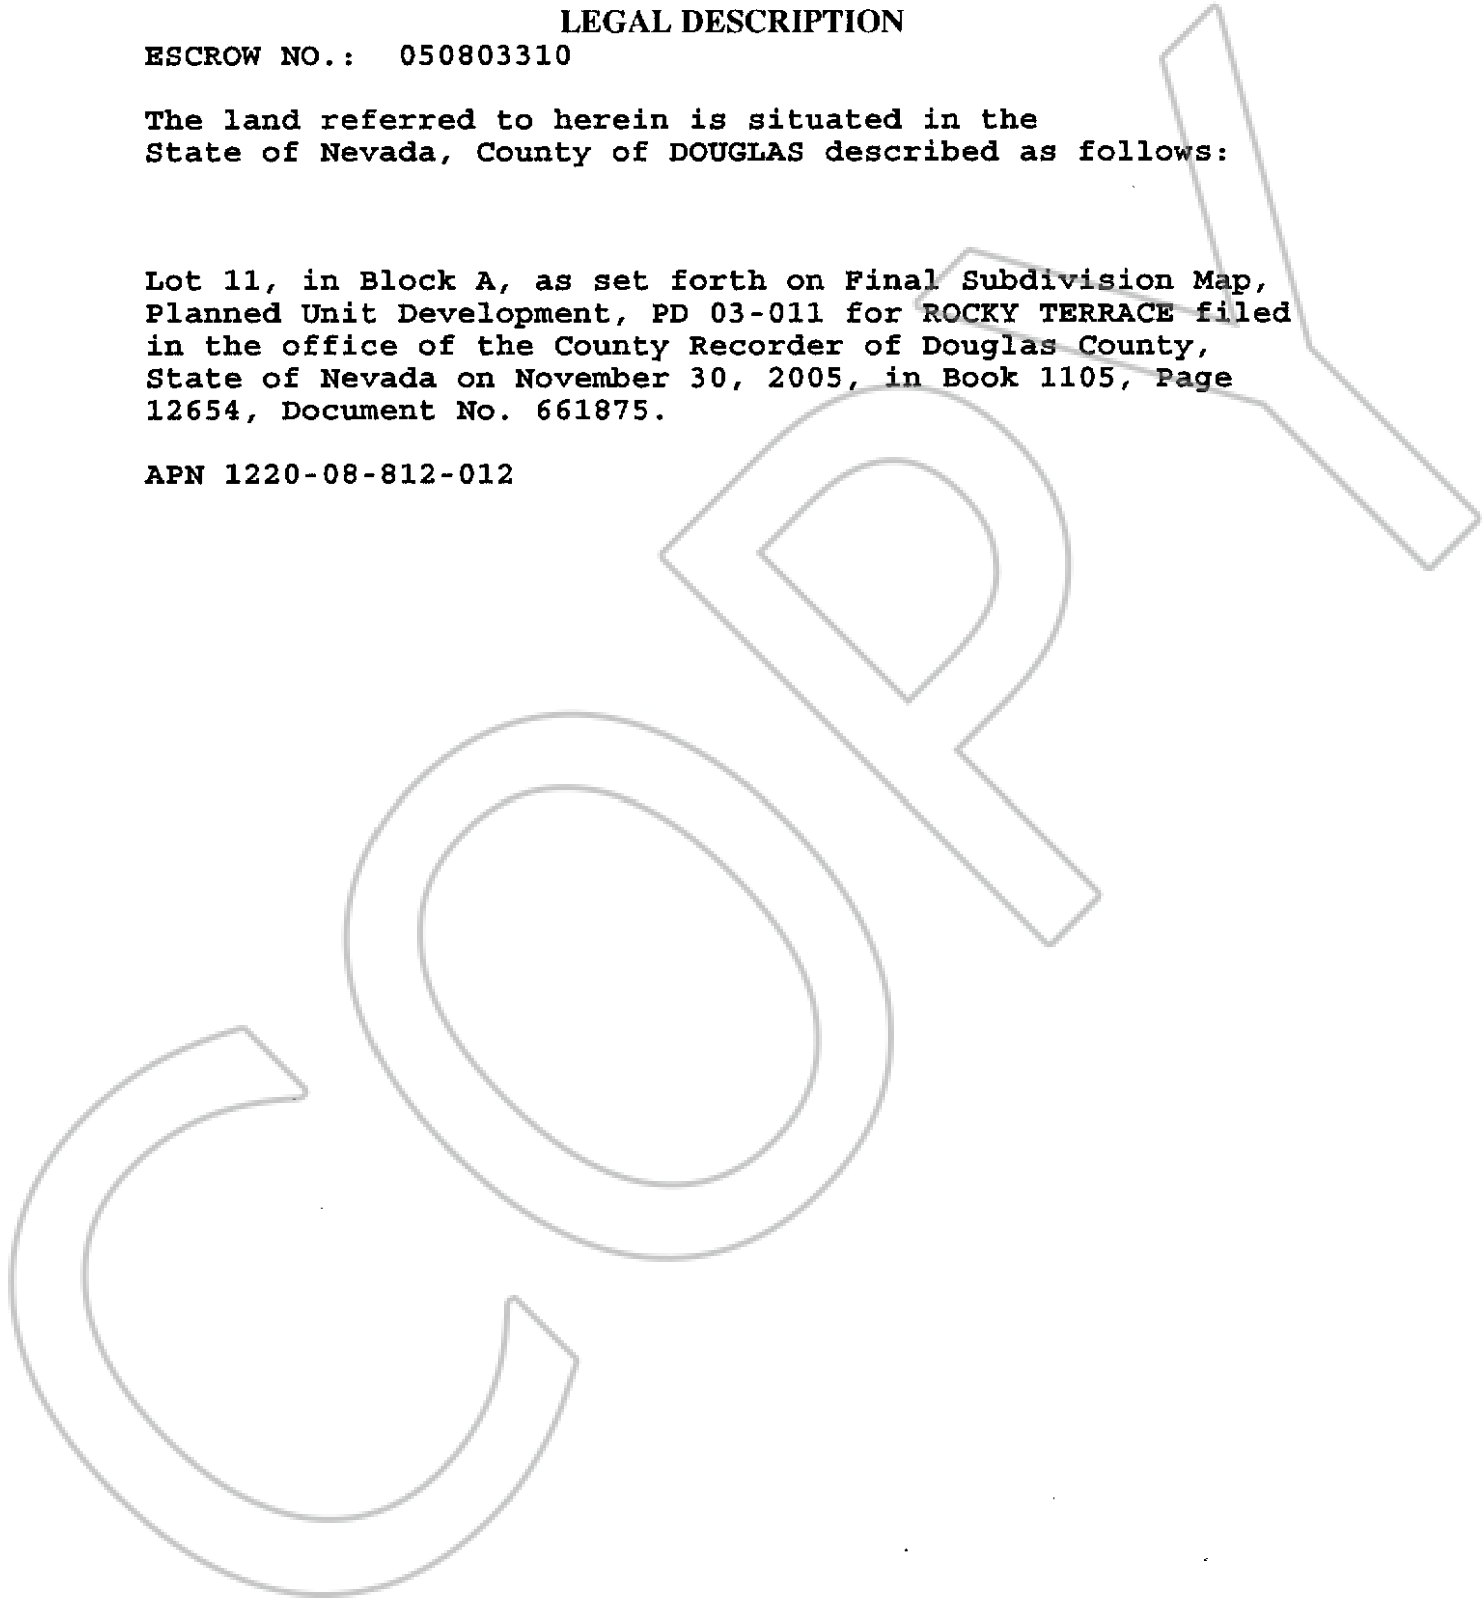 LEGAL DESCRIPTION
ESCROW NO.: 050803310
The land referred to herein is situated in the
State of Nevada, County of DOUGLAS described as follows:
Lot 11, in Block A, as set forth on Final Subdivision Map,
Planned Unit Development, PD 03-011 for ROCKY TERRACE filed
in the office of the County Recorder of Douglas County,
State of Nevada on November 30, 2005, in Book 1105, Page
12654, Document No. 661875.
APN 1220-08-812-012
COPY